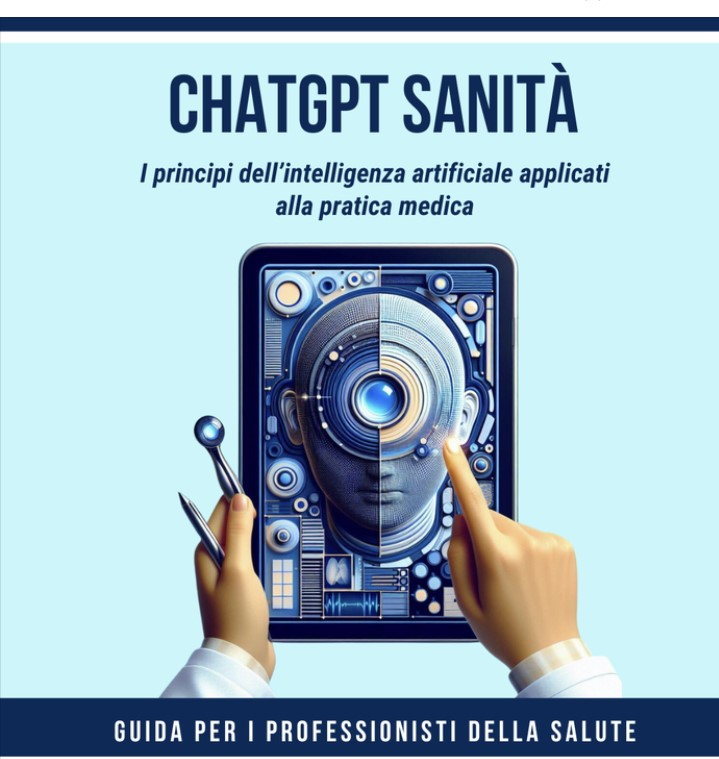 CHATGPT SANITÀ
I principi dell'intelligenza artificiale applicati
alla pratica medica
GUIDA PER I PROFESSIONISTI DELLA SALUTE